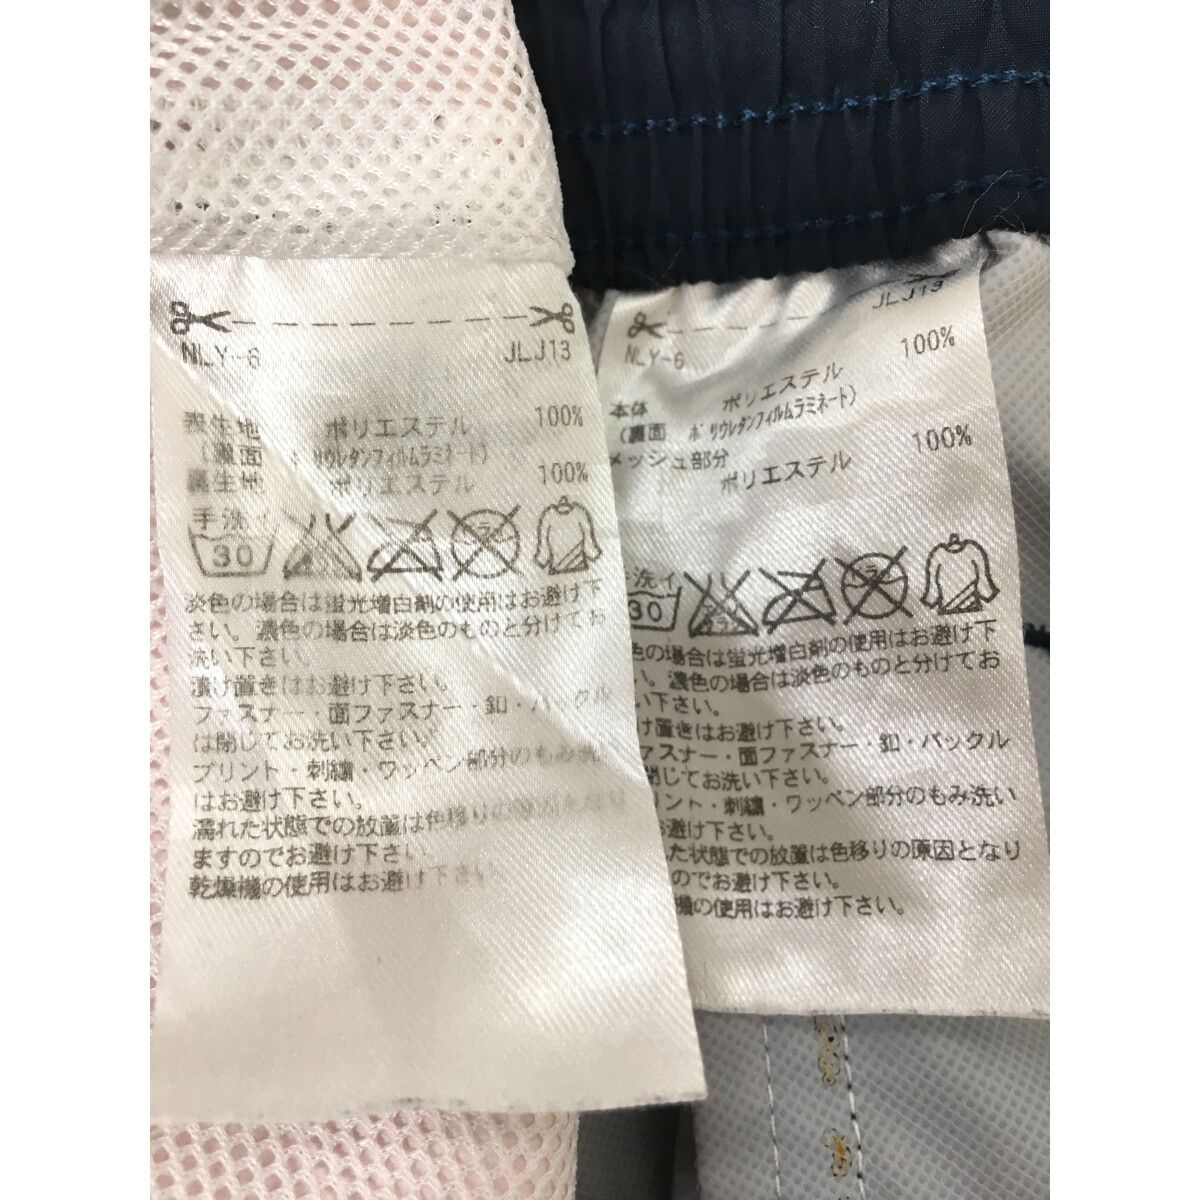 NLY-6 JLJ13
表生地 ポリエステル 100%
(裏面 ポリウレタンフィルムラミネート)
裏生地 ポリエステル 100%
手洗イ
30
淡色の場合は蛍光増白剤の使用はお避け下
さい。濃色の場合は淡色のものと分けてお
洗い下さい。
漬け置きはお避け下さい。
ファスナー・面ファスナー・釦・バックル
は閉じてお洗い下さい。
プリント・刺繍・ワッペン部分のもみ洗
はお避け下さい。
濡れた状態での放置は色移りの
ますのでお避け下さい
乾燥機の使用はお避け下さい
NLY-6 JLJ13
本体 ポリエステル 100%
(裏面 ポリウレタンフィルムラミネート)
メッシュ部分 ポリエステル 100%
洗イ
30
色の場合は蛍光増白剤の使用はお避け下
い。濃色の場合は淡色のものと分けてお
い下さい。
け置きはお避け下さい。
ァスナー・面ファスナー・釦・バックル
閉じてお洗い下さい。
リント・刺繍・ワッペン部分のもみ洗い
お避け下さい。
た状態での放置は色移りの原因となり
のでお避け下さい。
機の使用はお避け下さい。